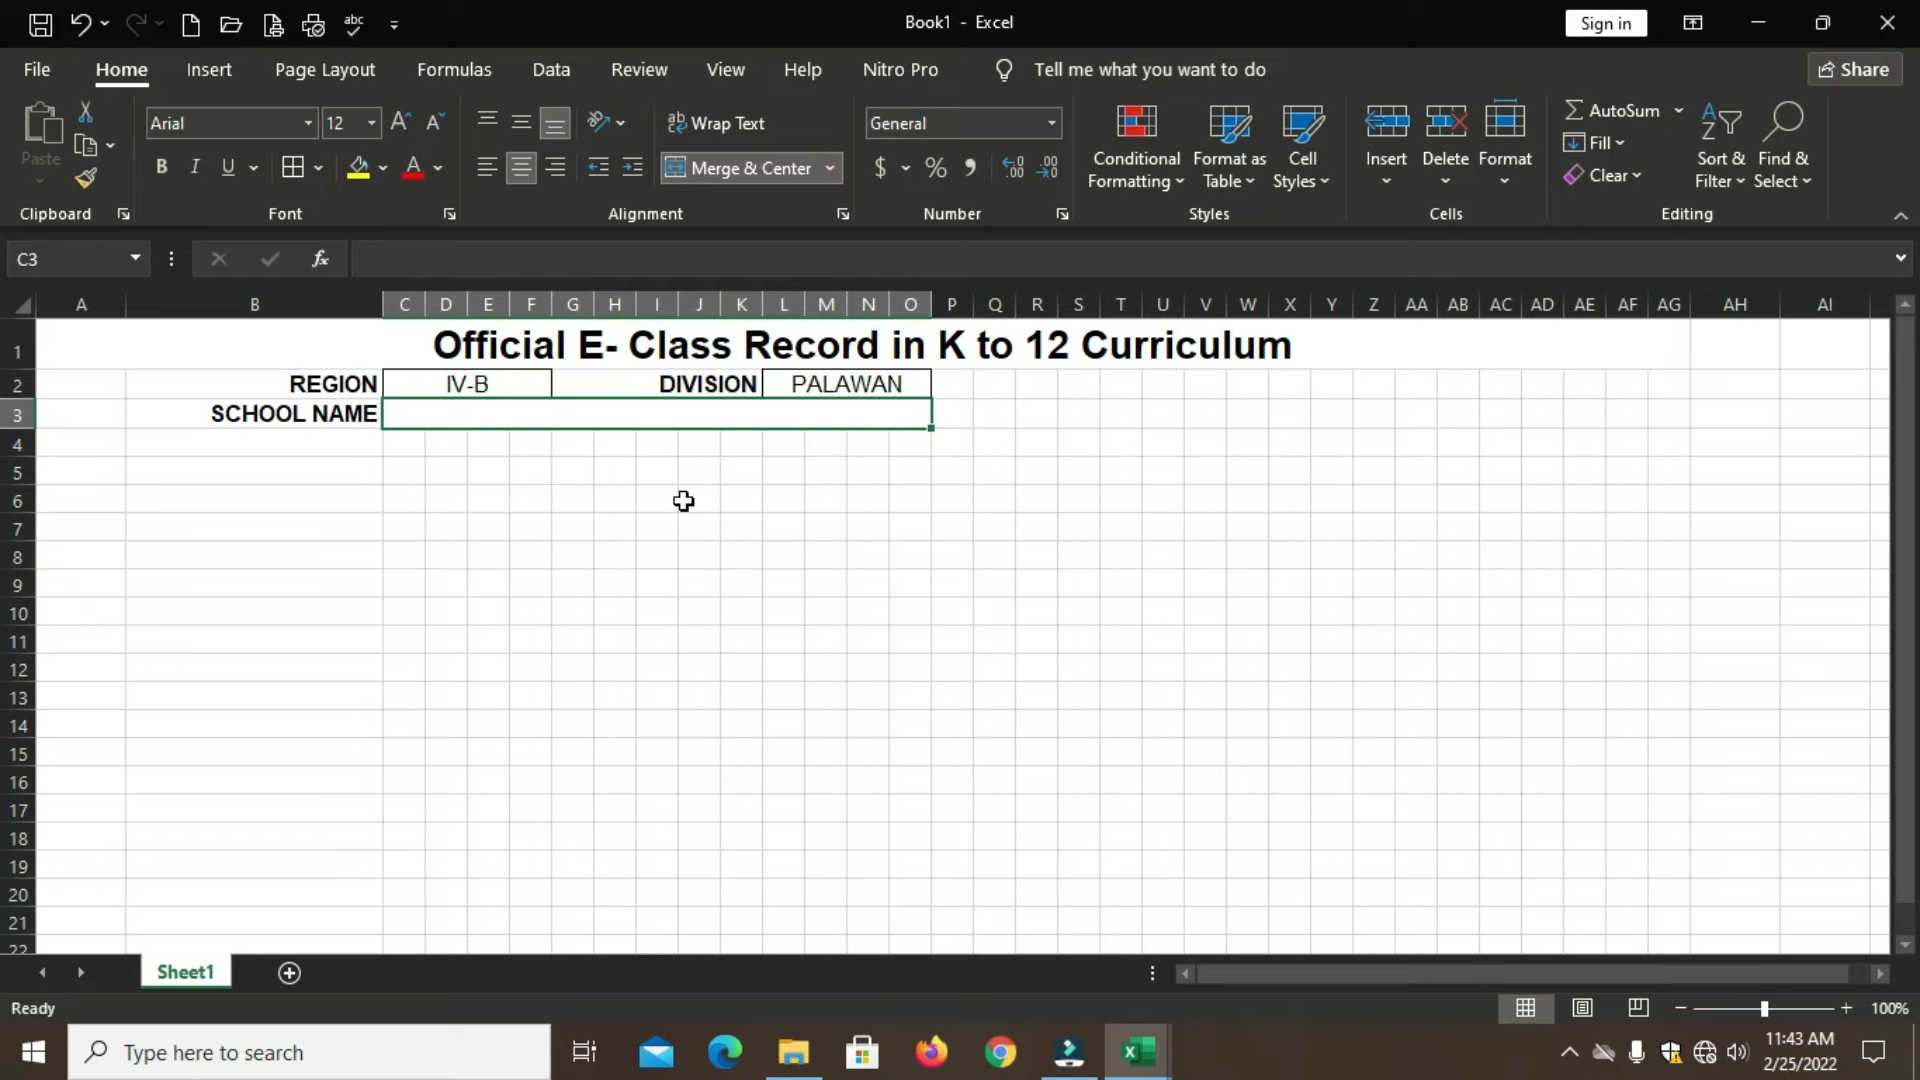 abc
Book1 - Excel
Sign in
File Home Insert Page Layout Formulas Data Review View Help Nitro Pro Tell me what you want to do Share
Paste
Clipboard
Arial 12
B I U A
Font
ab Wrap Text
Merge & Center
Alignment
General
$ % ,
Number
Conditional Formatting
Format as Table
Cell Styles
Styles
Insert Delete Format
Cells
AutoSum
Fill
Clear
Sort & Filter
Find & Select
Editing
C3 fx
A B C D E F G H I J K L M N O P Q R S T U V W X Y Z AA AB AC AD AE AF AG AH AI
1 Official E- Class Record in K to 12 Curriculum
2 REGION IV-B DIVISION PALAWAN
3 SCHOOL NAME
4
5
6
7
8
9
10
11
12
13
14
15
16
17
18
19
20
21
22
Sheet1
Ready 100%
Type here to search
11:43 AM
2/25/2022